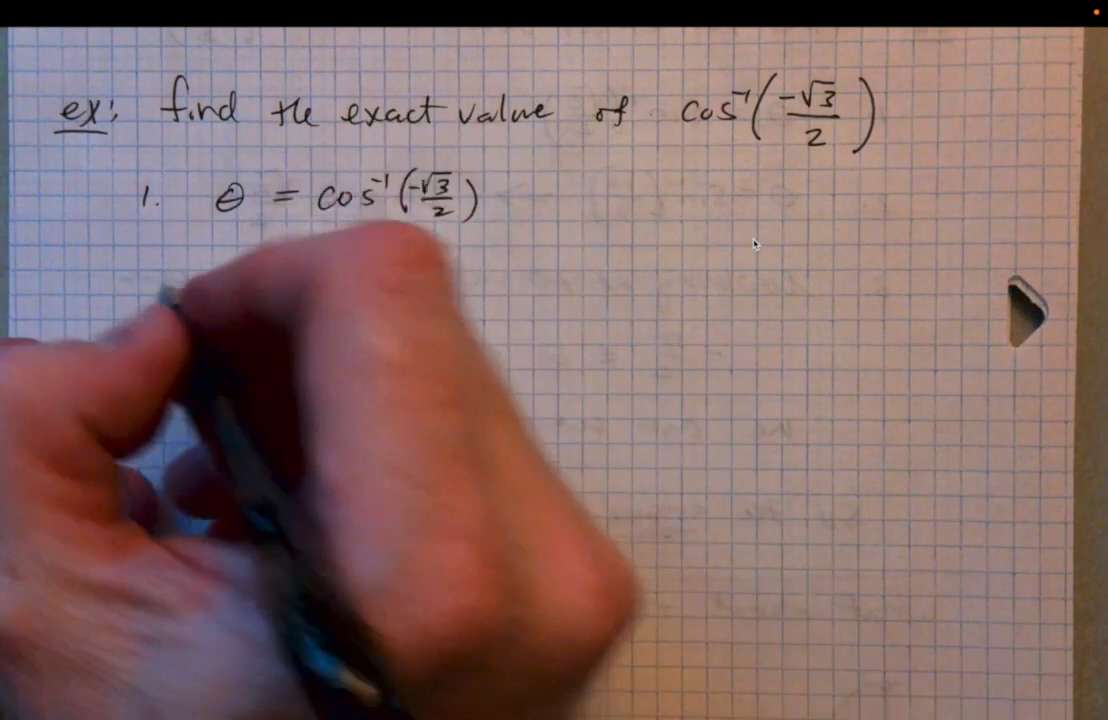 ex: find the exact value of cos⁻¹(-√3/2)
1. θ = cos⁻¹(-√3/2)